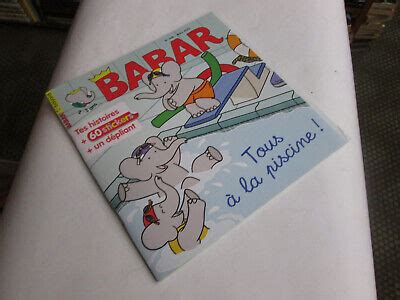 BABAR
Tes histoires
+ 60 stickers
+ un dépliant
Tous
à la piscine !